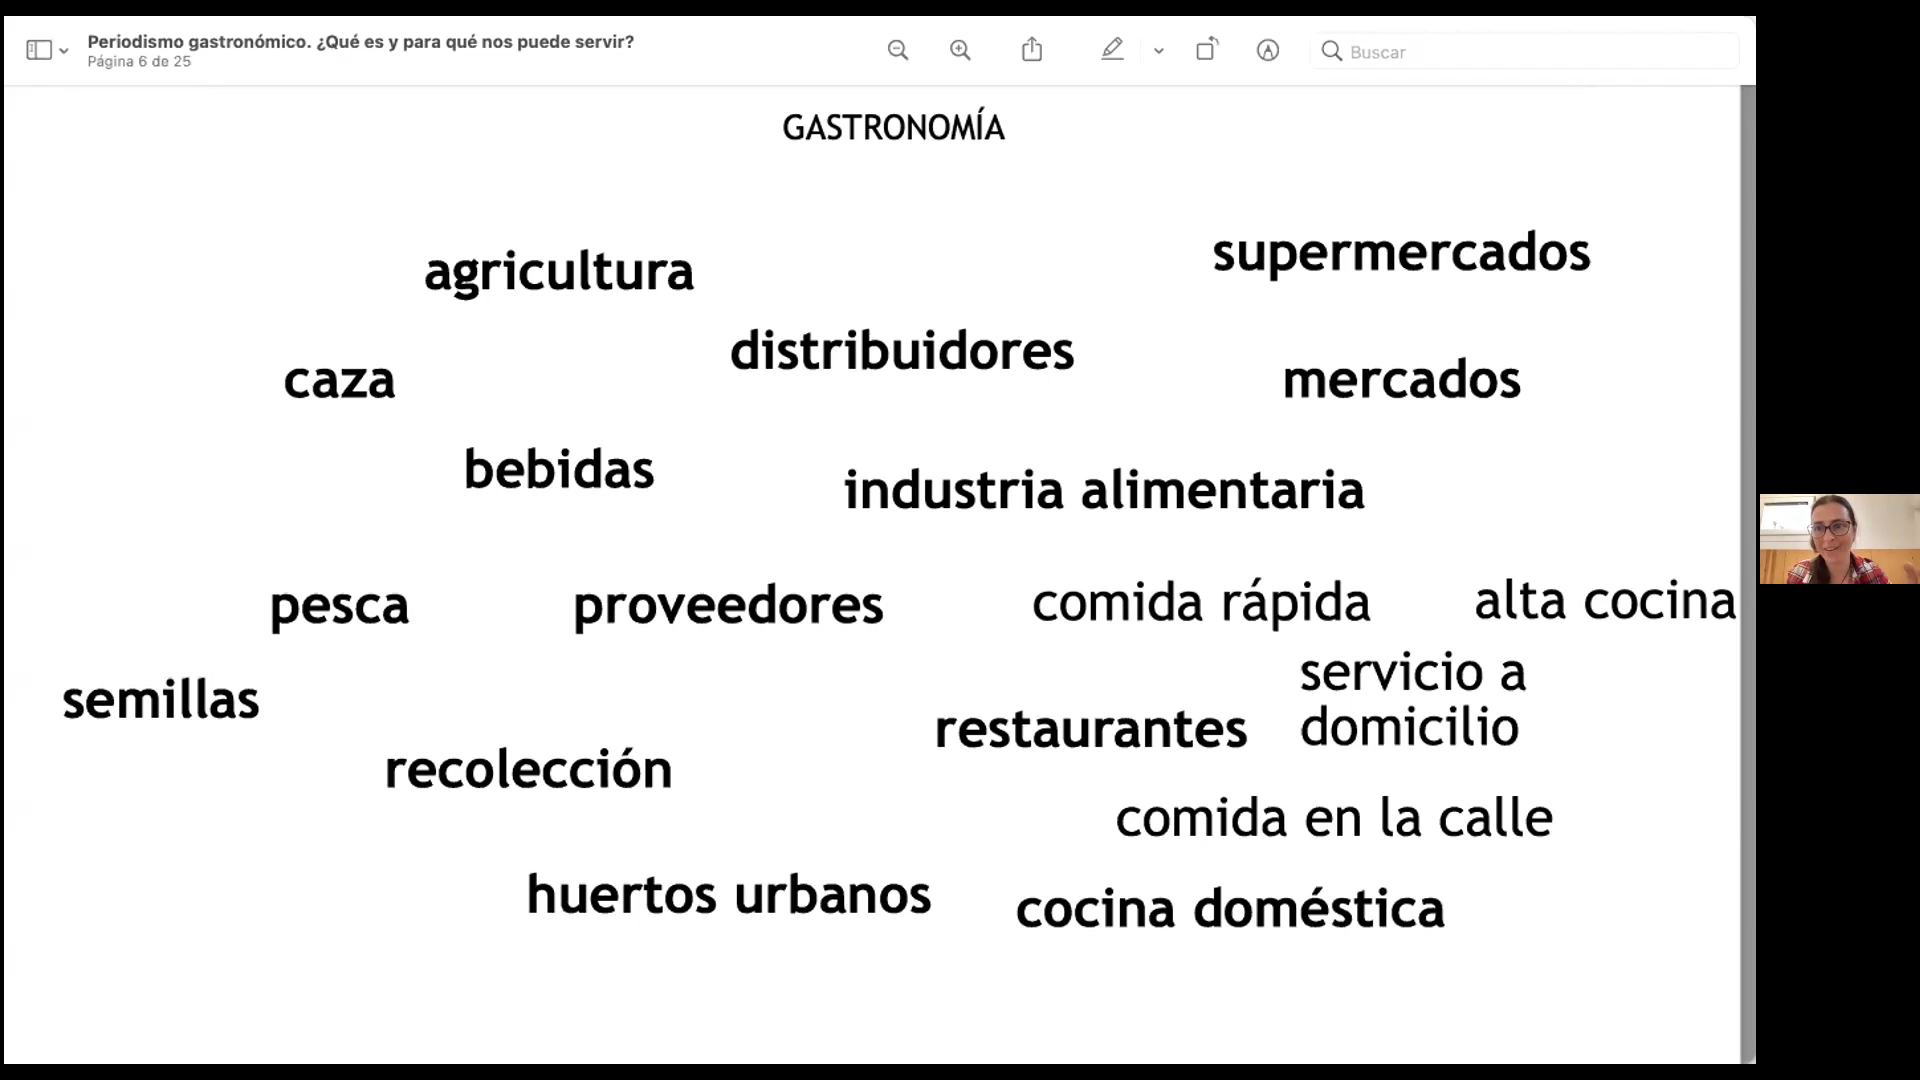 Periodismo gastronómico. ¿Qué es y para qué nos puede servir?
Página 6 de 25
Buscar
GASTRONOMÍA
supermercados
agricultura
distribuidores
caza
mercados
bebidas
industria alimentaria
pesca
proveedores
comida rápida
alta cocina
semillas
servicio a
domicilio
restaurantes
recolección
comida en la calle
huertos urbanos
cocina doméstica